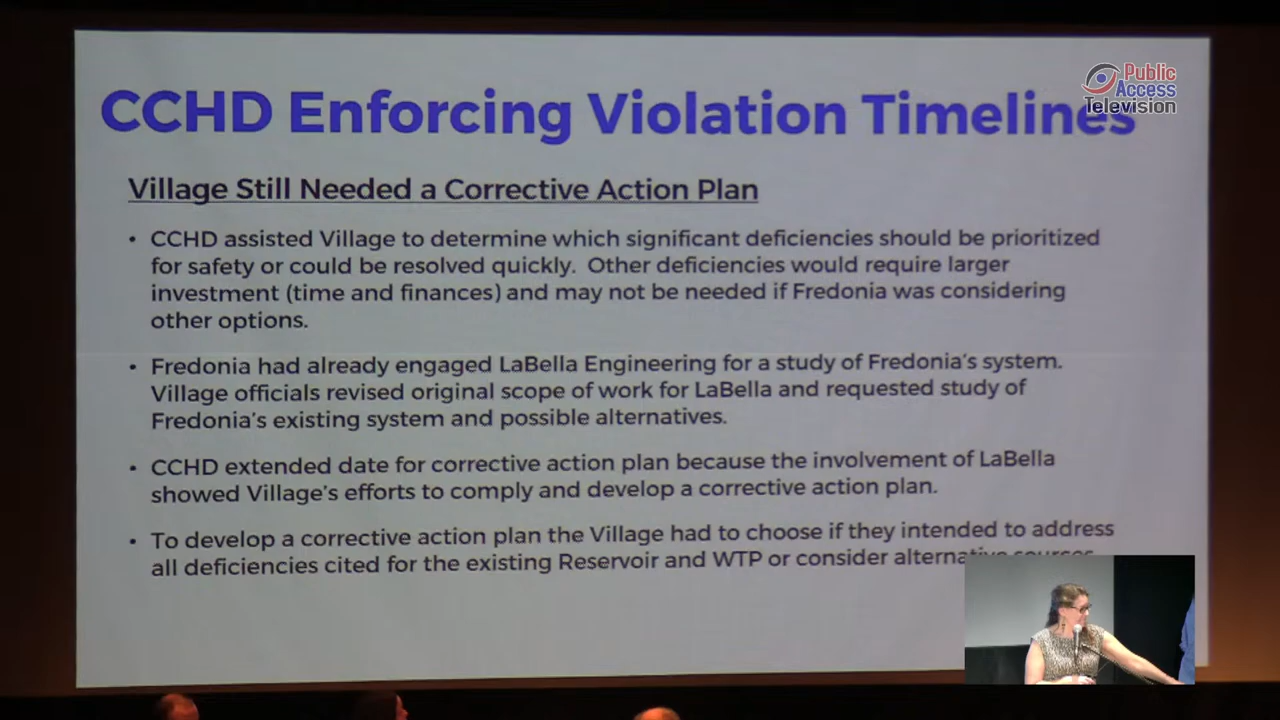 CCHD Enforcing Violation Timelines
Public
Access
Television
Village Still Needed a Corrective Action Plan
• CCHD assisted Village to determine which significant deficiencies should be prioritized
for safety or could be resolved quickly. Other deficiencies would require larger
investment (time and finances) and may not be needed if Fredonia was considering
other options.
• Fredonia had already engaged LaBella Engineering for a study of Fredonia's system.
Village officials revised original scope of work for LaBella and requested study of
Fredonia's existing system and possible alternatives.
• CCHD extended date for corrective action plan because the involvement of LaBella
showed Village's efforts to comply and develop a corrective action plan.
• To develop a corrective action plan the Village had to choose if they intended to address
all deficiencies cited for the existing Reservoir and WTP or consider alternative sources